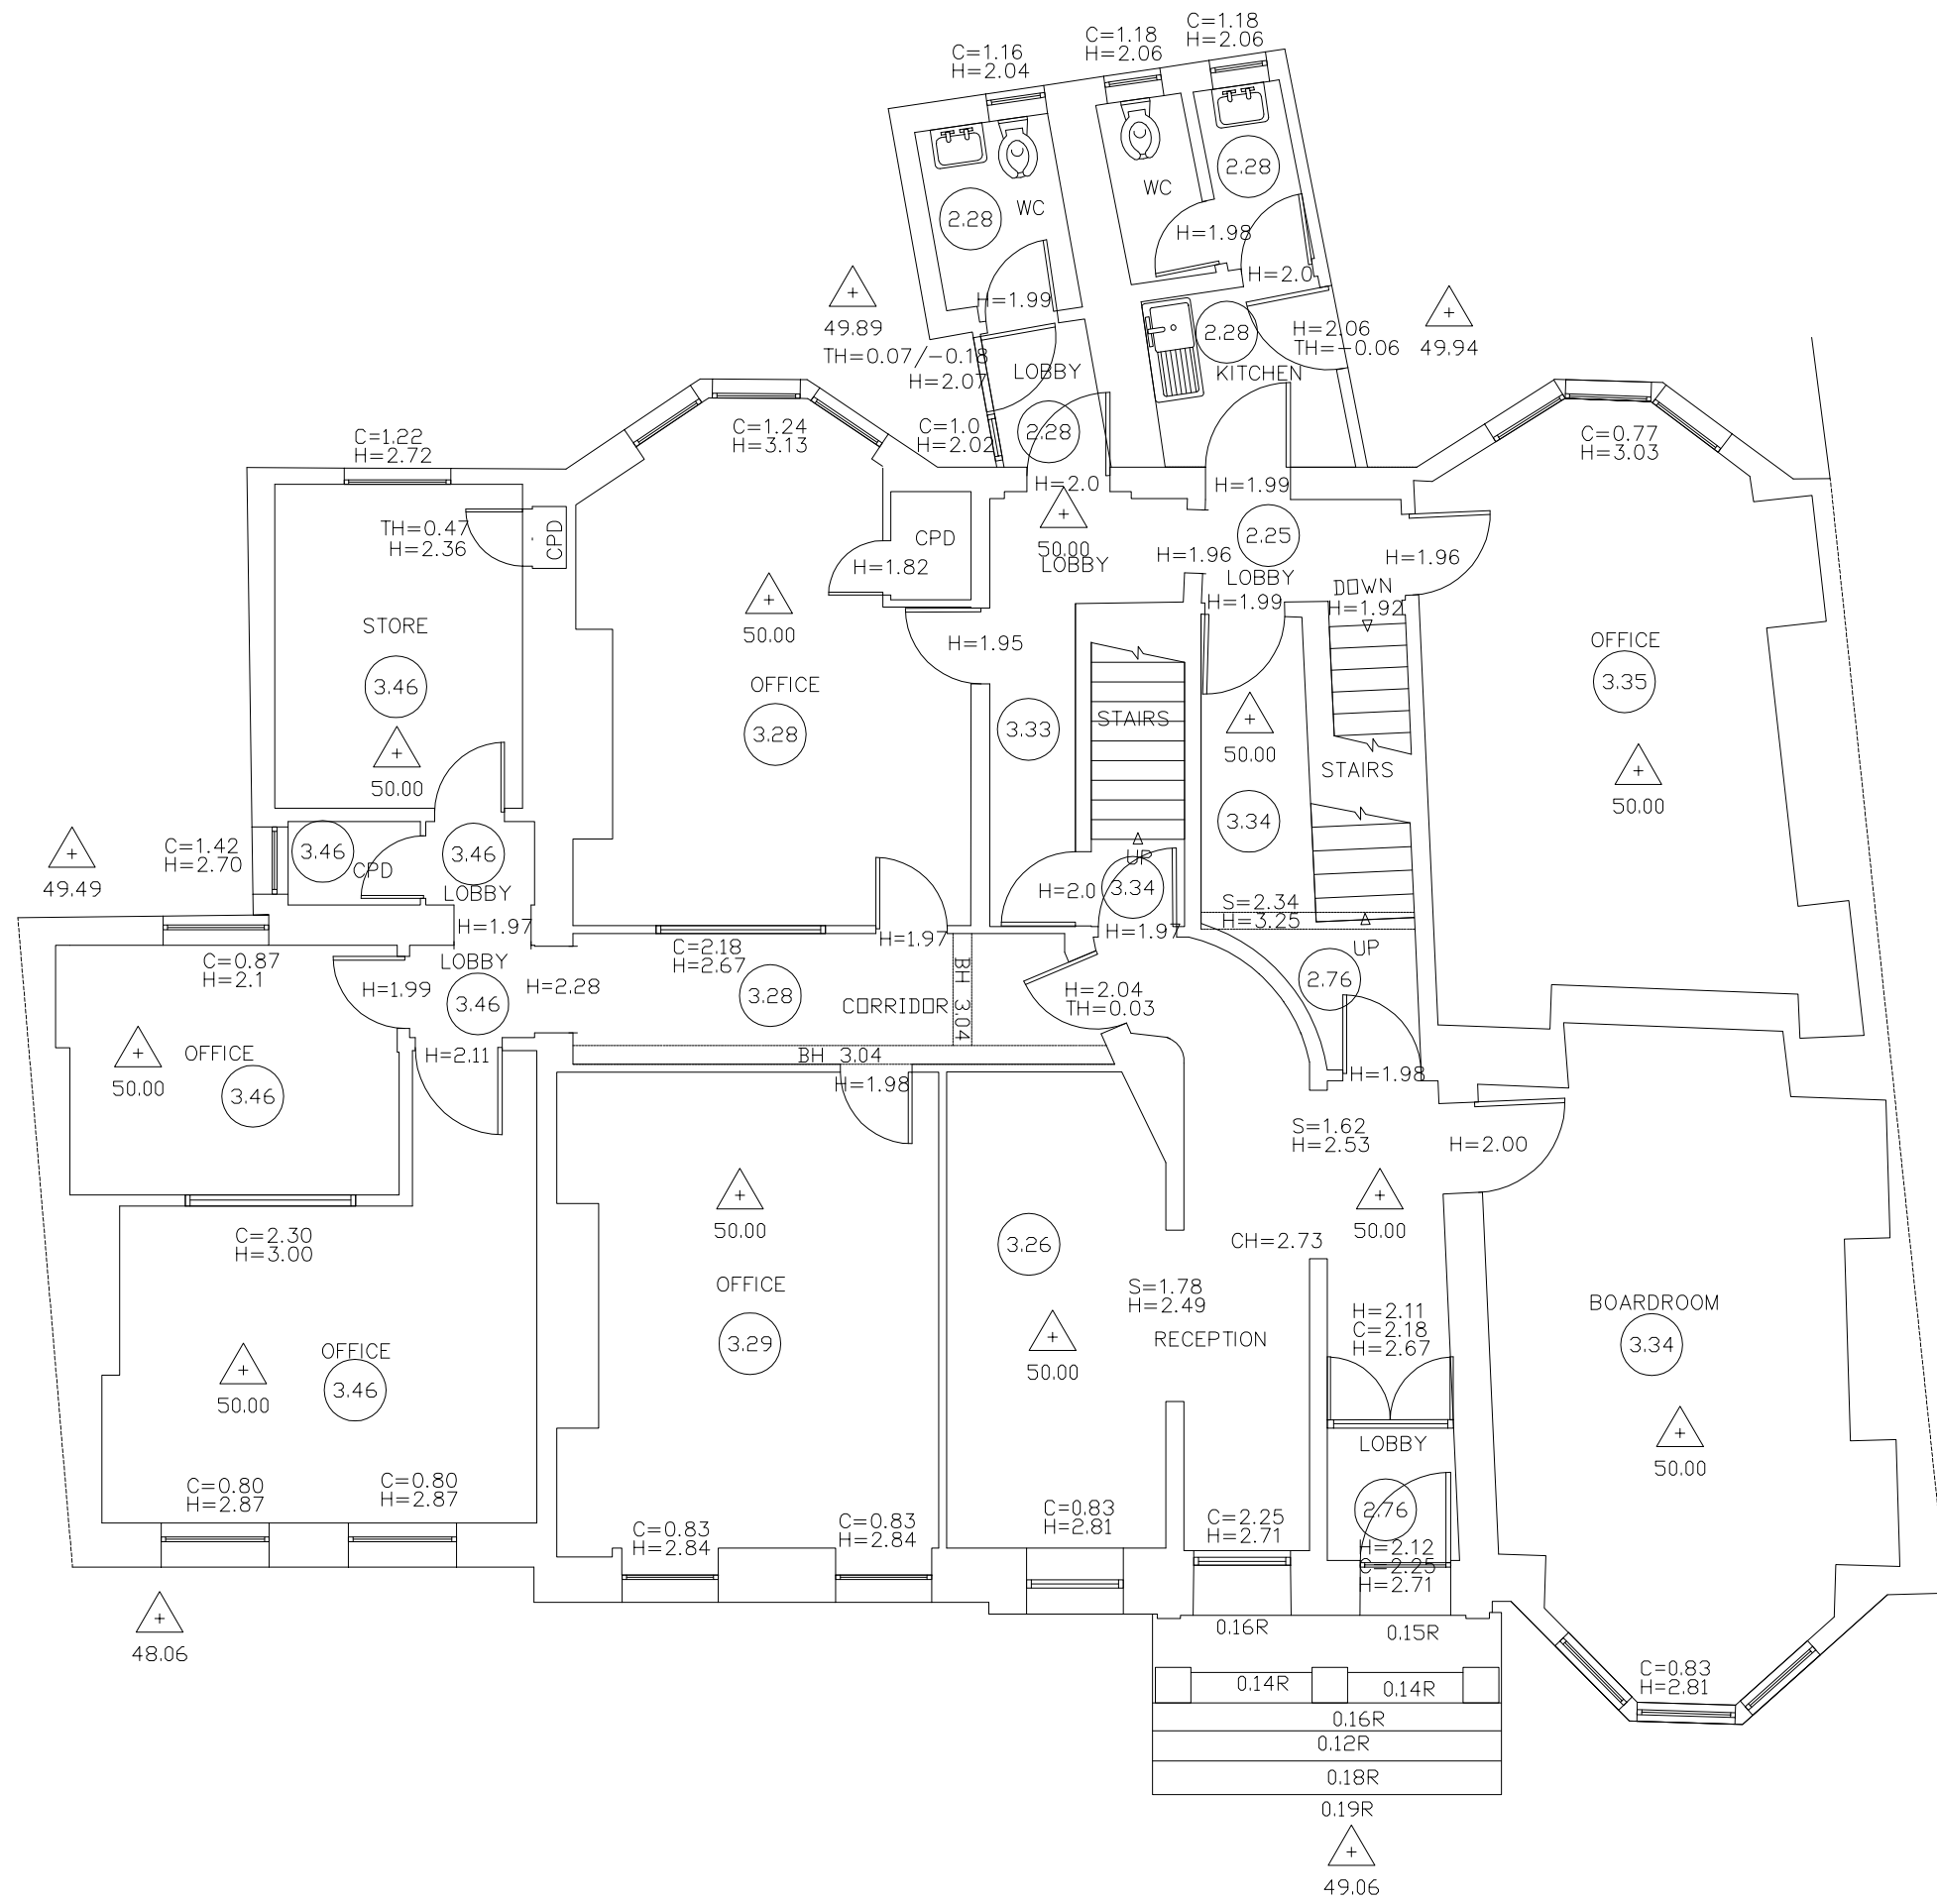 C=1.18
H=2.06
C=1.18
H=2.06
C=1.16
H=2.04
2.28
WC
WC
2.28
H=1.98
H=2.0
H=1.99
49.89
TH=0.07/-0.18
H=2.07
LOBBY
2.28
KITCHEN
H=2.06
TH=-0.06
49.94
C=1.22
H=2.72
C=1.24
H=3.13
C=1.0
H=2.02
2.28
C=0.77
H=3.03
H=2.0
50.00
LOBBY
H=1.99
2.25
LOBBY
H=1.96
H=1.96
H=1.99
DOWN
H=1.92
TH=0.47
H=2.36
CPD
CPD
H=1.82
STORE
3.46
50.00
50.00
OFFICE
3.28
H=1.95
3.33
STAIRS
UP
50.00
3.34
STAIRS
OFFICE
3.35
50.00
49.49
C=1.42
H=2.70
3.46
CPD
3.46
LOBBY
H=1.97
H=2.0
3.34
H=1.97
S=2.34
H=3.25
UP
2.76
C=0.87
H=2.1
LOBBY
3.46
H=1.99
H=2.28
C=2.18
H=2.67
H=1.97
3.28
CORRIDOR
BH 3.04
BH 3.04
H=2.04
TH=0.03
50.00
OFFICE
3.46
H=2.11
H=1.98
H=1.98
S=1.62
H=2.53
H=2.00
50.00
50.00
3.26
CH=2.73
C=2.30
H=3.00
OFFICE
3.29
S=1.78
H=2.49
RECEPTION
50.00
H=2.11
C=2.18
H=2.67
BOARDROOM
3.34
50.00
50.00
OFFICE
3.46
LOBBY
2.76
H=2.12
C=2.25
H=2.71
C=0.80
H=2.87
C=0.80
H=2.87
C=0.83
H=2.84
C=0.83
H=2.84
C=0.83
H=2.81
C=2.25
H=2.71
48.06
0.16R
0.15R
0.14R
0.14R
0.16R
0.12R
0.18R
0.19R
C=0.83
H=2.81
49.06